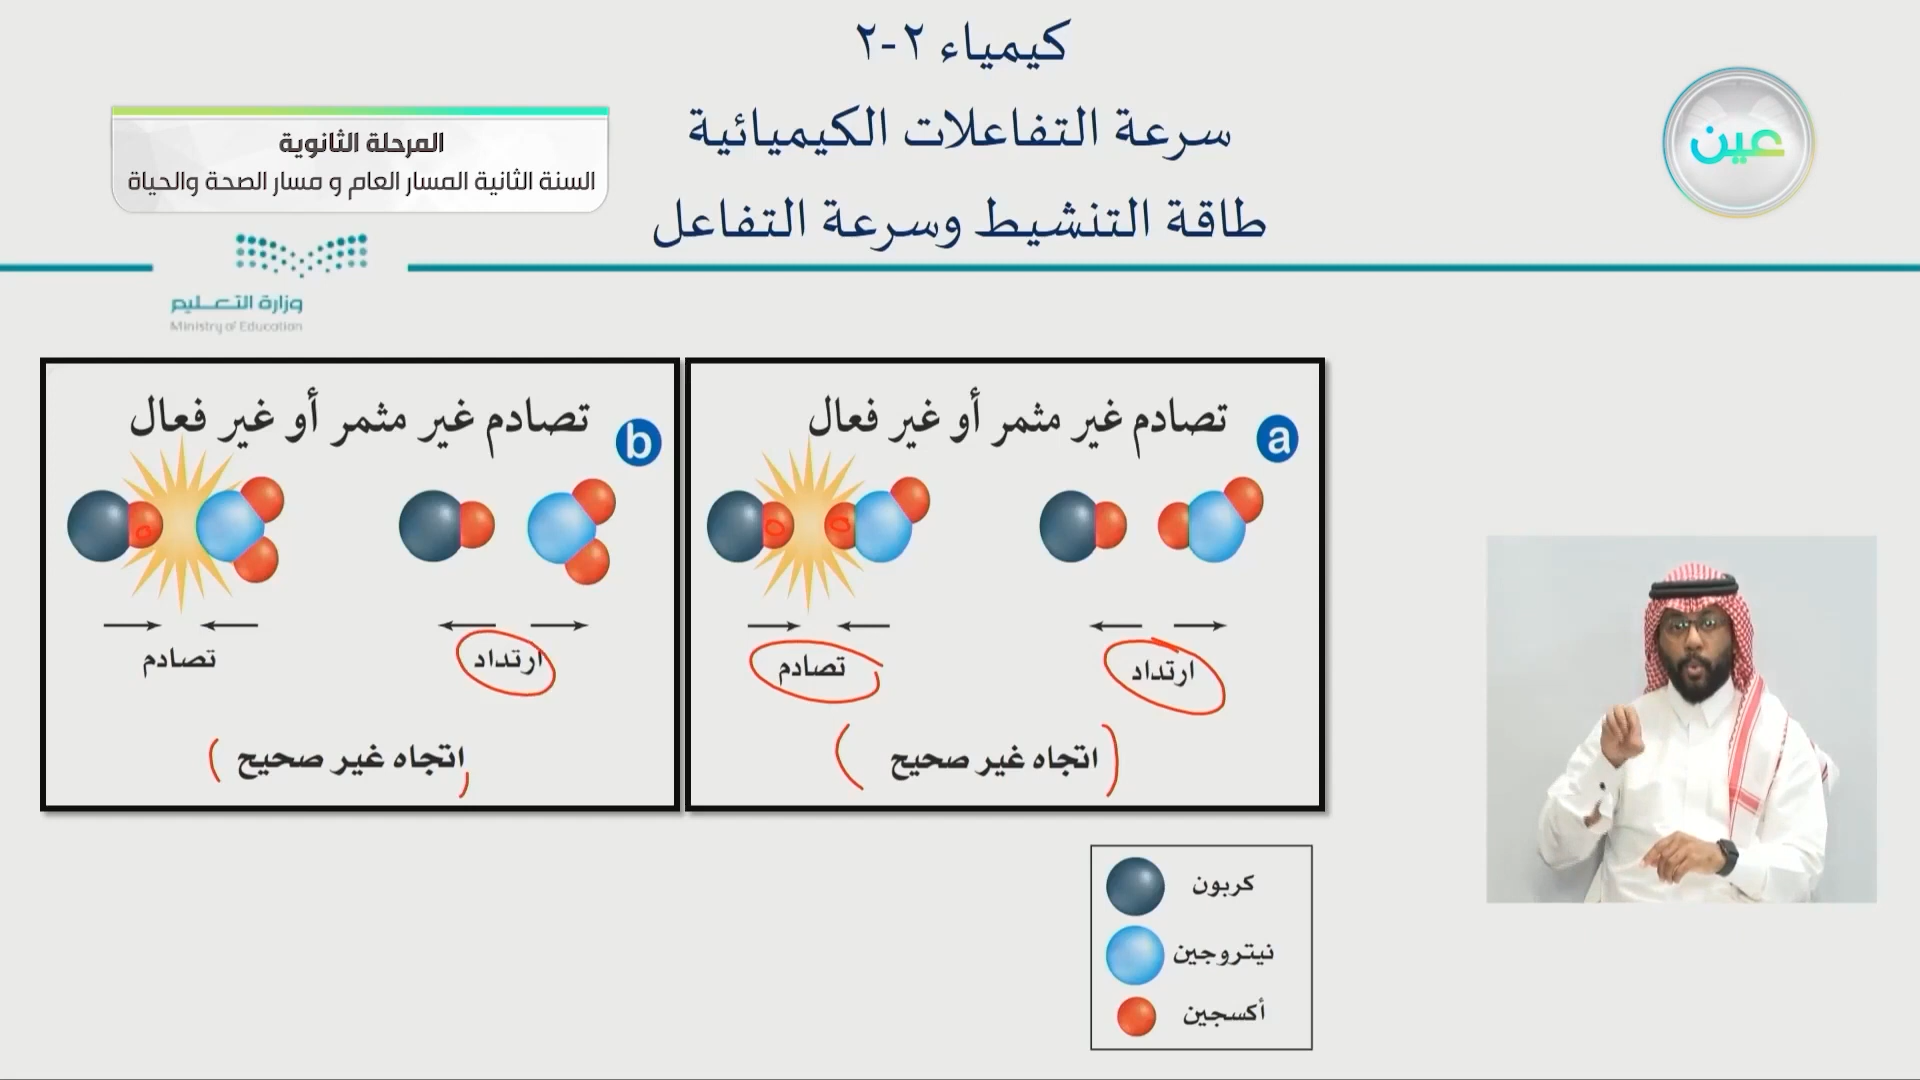 كيمياء ٢-٢
سرعة التفاعلات الكيميائية
طاقة التنشيط وسرعة التفاعل
عين
المرحلة الثانوية
السنة الثانية المسار العام و مسار الصحة والحياة
وزارة التعليم
Ministry of Education
a
تصادم غير مثمر أو غير فعال
ارتداد
تصادم
(اتجاه غير صحيح)
b
تصادم غير مثمر أو غير فعال
ارتداد
تصادم
(اتجاه غير صحيح)
كربون
نيتروجين
أكسجين